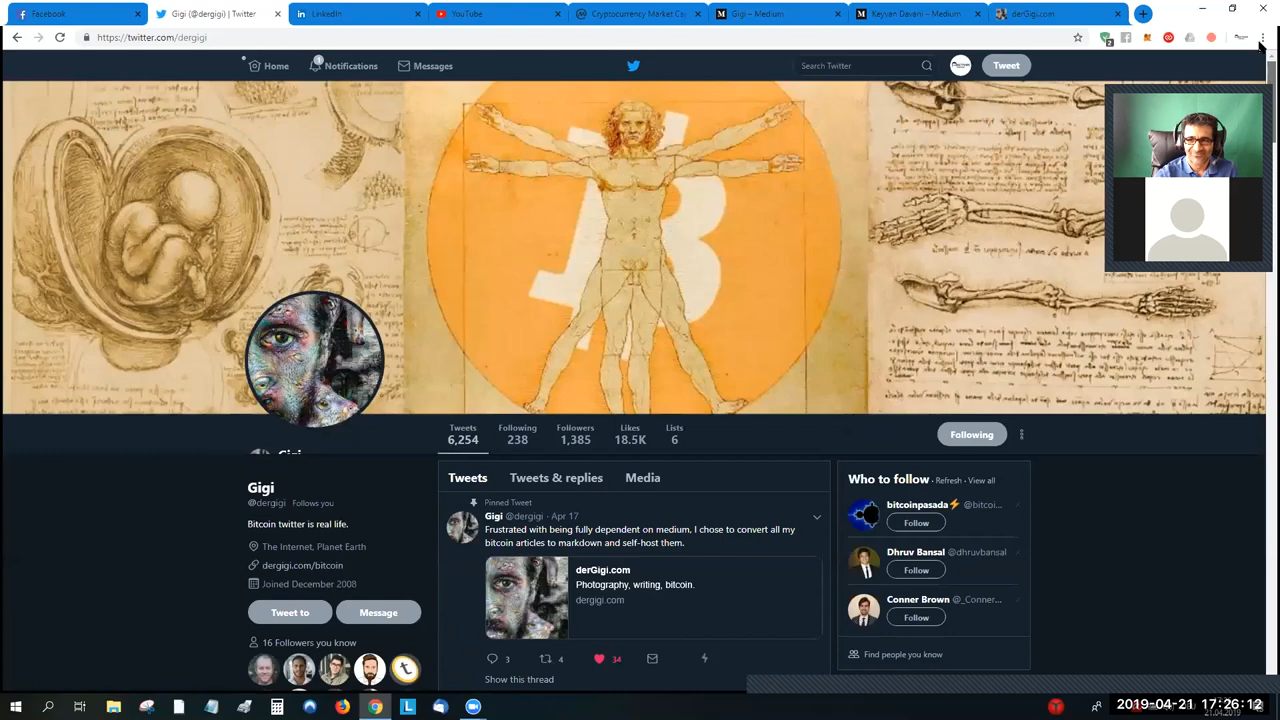 Facebook
Gigi (@dergigi) | Twitter
LinkedIn
YouTube
Cryptocurrency Market Ca
Gigi – Medium
Keyvan Davani – Medium
derGigi.com
https://twitter.com/dergigi
2
Home
1
Notifications
Messages
Search Twitter
Tweet
Tweets
6,254
Following
238
Followers
1,385
Likes
18.5K
Lists
6
Following
Gigi
@dergigi Follows you
Bitcoin twitter is real life.
The Internet, Planet Earth
dergigi.com/bitcoin
Joined December 2008
Tweet to
Message
16 Followers you know
Tweets
Tweets & replies
Media
Pinned Tweet
Gigi @dergigi · Apr 17
Frustrated with being fully dependent on medium, I chose to convert all my
bitcoin articles to markdown and self-host them.
derGigi.com
Photography, writing, bitcoin.
dergigi.com
3
4
34
Show this thread
Who to follow · Refresh · View all
bitcoinpasada⚡ @bitcoi...
Follow
Dhruv Bansal @dhruvbansal
Follow
Conner Brown @_Conner...
Follow
Find people you know
2019-04-21 17:26:12